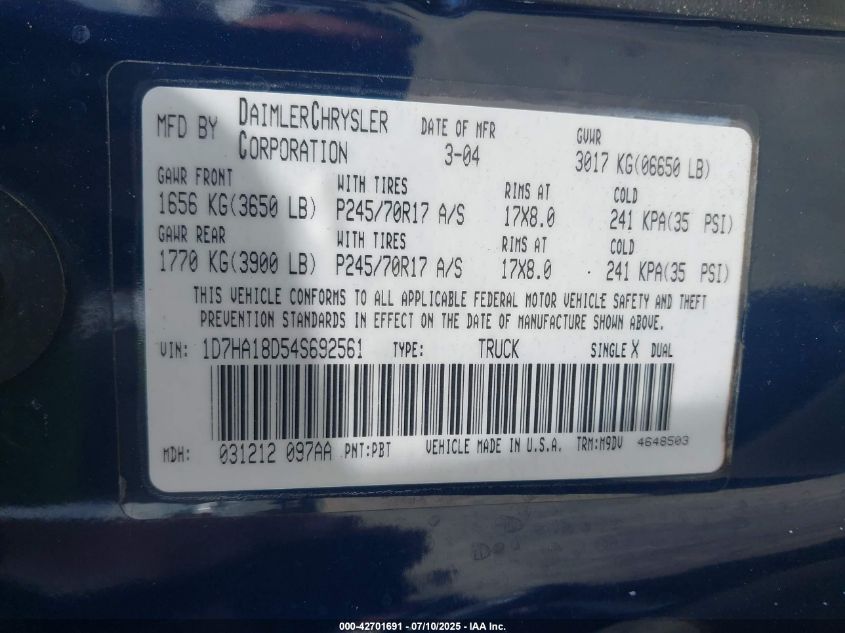 MFD BY DAIMLERCHRYSLER CORPORATION DATE OF MFR 3-04 GVWR 3017 KG(06650 LB)
GAWR FRONT WITH TIRES RIMS AT COLD
1656 KG(3650 LB) P245/70R17 A/S 17X8.0 241 KPA(35 PSI)
GAWR REAR WITH TIRES RIMS AT COLD
1770 KG(3900 LB) P245/70R17 A/S 17X8.0 241 KPA(35 PSI)
THIS VEHICLE CONFORMS TO ALL APPLICABLE FEDERAL MOTOR VEHICLE SAFETY AND THEFT
PREVENTION STANDARDS IN EFFECT ON THE DATE OF MANUFACTURE SHOWN ABOVE.
VIN: 1D7HA18D54S692561 TYPE: TRUCK SINGLE X DUAL
MDH: 031212 097AA PNT:PBT VEHICLE MADE IN U.S.A. TRM:M9DV 4648503
000-42701691 - 07/10/2025 - IAA Inc.